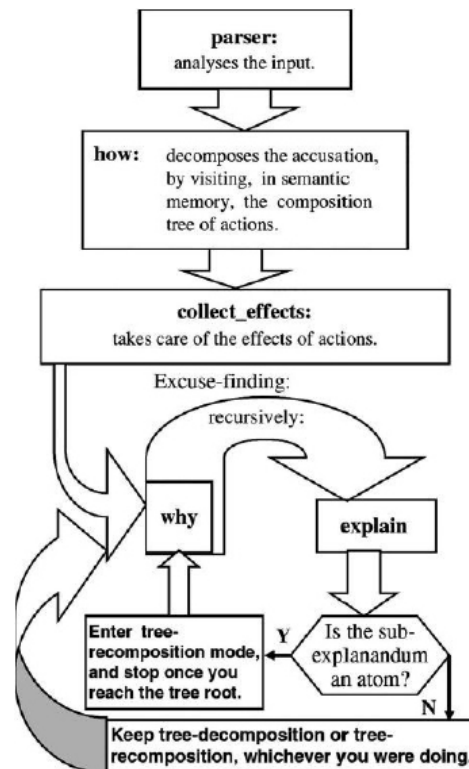 parser:
analyses the input.
how: decomposes the accusation,
by visiting, in semantic
memory, the composition
tree of actions.
collect_effects:
takes care of the effects of actions.
Excuse-finding:
recursively:
why
explain
Enter tree-
recomposition mode,
and stop once you
reach the tree root.
Y
Is the sub-
explanandum
an atom?
N
Keep tree-decomposition or tree-
recomposition, whichever you were doing